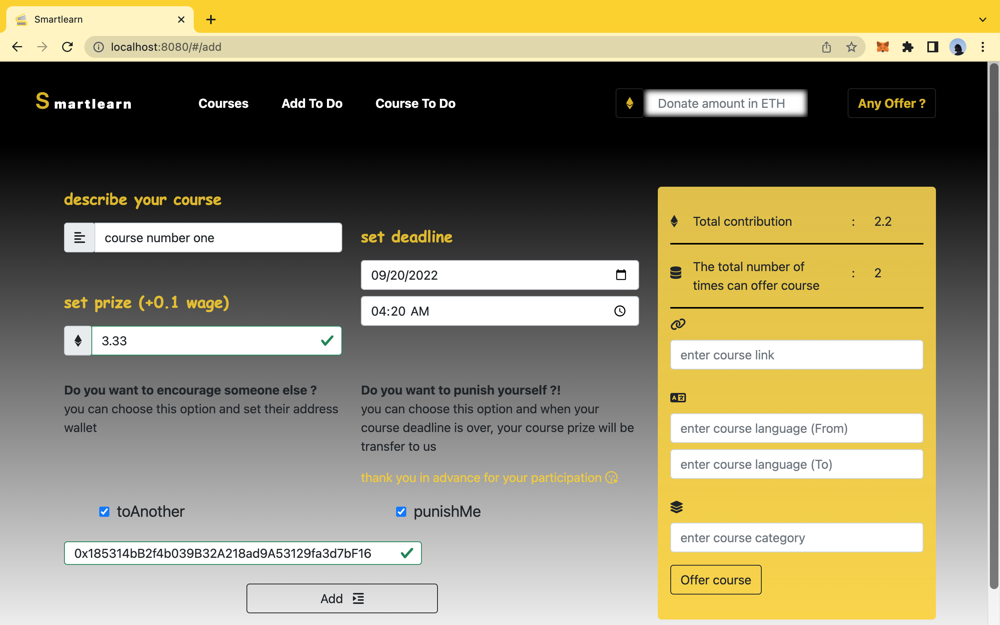 Smartlearn
localhost:8080/#/add
Smartlearn
Courses
Add To Do
Course To Do
Donate amount in ETH
Any Offer ?
describe your course
course number one
set prize (+0.1 wage)
3.33
set deadline
09/20/2022
04:20 AM
Do you want to encourage someone else ?
you can choose this option and set their address
wallet
Do you want to punish yourself ?!
you can choose this option and when your
course deadline is over, your course prize will be
transfer to us
thank you in advance for your participation
toAnother
punishMe
0x185314bB2f4b039B32A218ad9A53129fa3d7bF16
Add
Total contribution : 2.2
The total number of
times can offer course : 2
enter course link
enter course language (From)
enter course language (To)
enter course category
Offer course